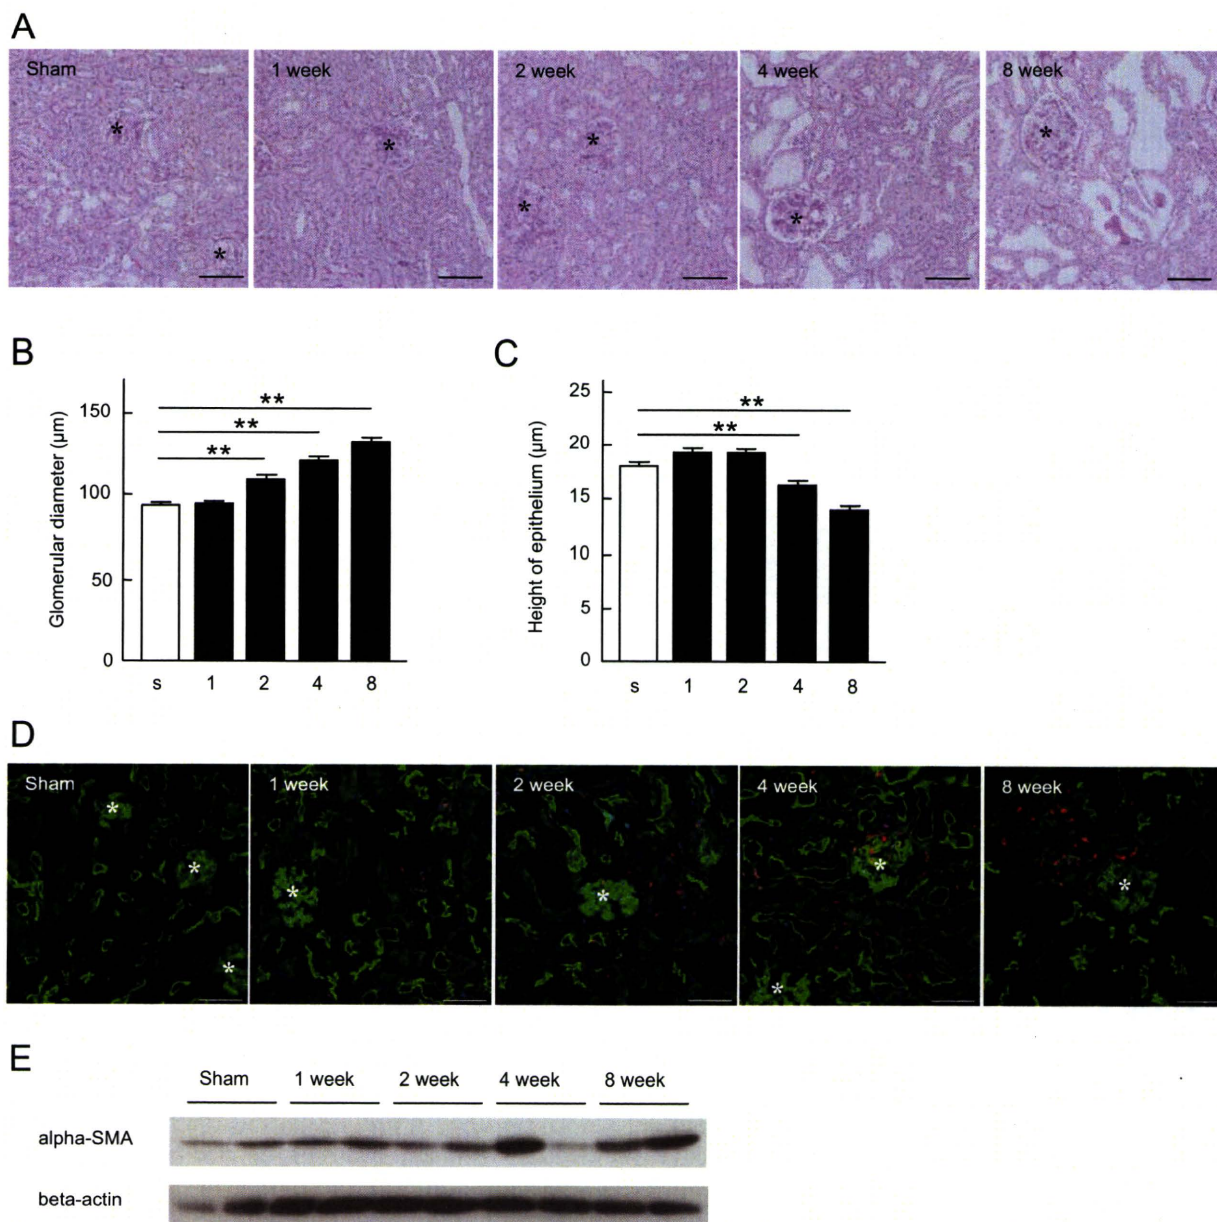 A
Sham 1 week 2 week 4 week 8 week
* * * * * * *
B C
Glomerular diameter (μm)
150
100
50
0
** ** **
s 1 2 4 8
Height of epithelium (μm)
25
20
15
10
5
0
** **
s 1 2 4 8
D
Sham 1 week 2 week 4 week 8 week
* * * * * * * *
E
Sham 1 week 2 week 4 week 8 week
alpha-SMA
beta-actin